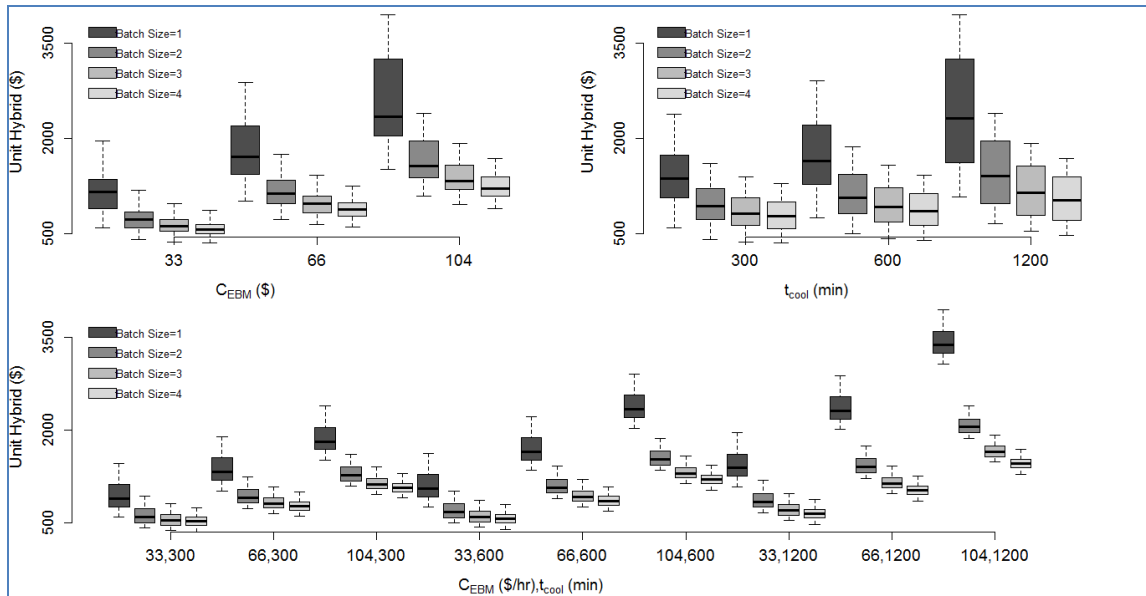 Unit Hybrid ($)
3500
2000
500
Batch Size=1
Batch Size=2
Batch Size=3
Batch Size=4
33 66 104
C_EBM ($)
Unit Hybrid ($)
3500
2000
500
Batch Size=1
Batch Size=2
Batch Size=3
Batch Size=4
300 600 1200
t_cool (min)
Unit Hybrid ($)
3500
2000
500
Batch Size=1
Batch Size=2
Batch Size=3
Batch Size=4
33,300 66,300 104,300 33,600 66,600 104,600 33,1200 66,1200 104,1200
C_EBM ($/hr),t_cool (min)